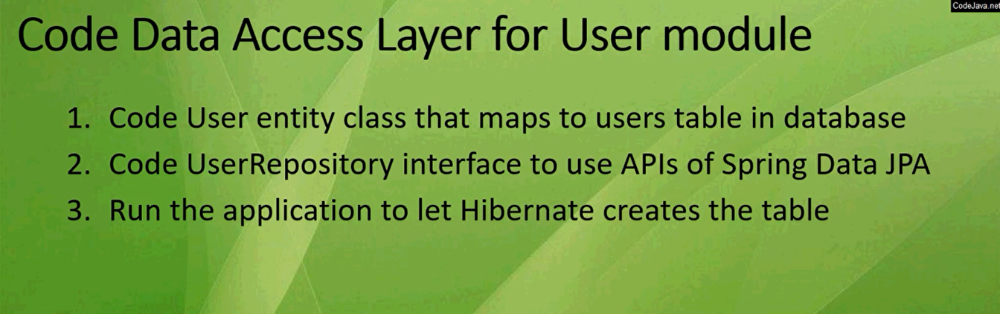 CodeJava.net
Code Data Access Layer for User module
1. Code User entity class that maps to users table in database
2. Code UserRepository interface to use APIs of Spring Data JPA
3. Run the application to let Hibernate creates the table